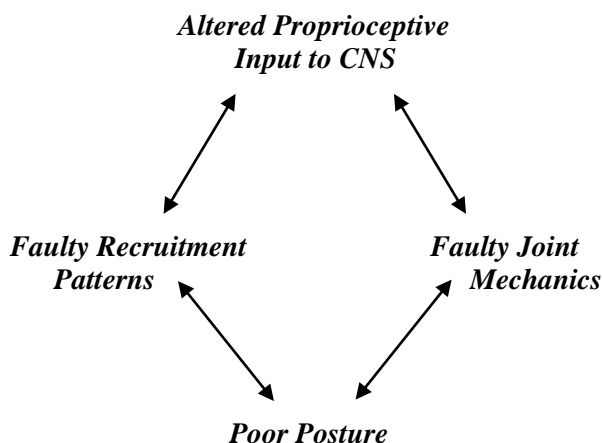 Altered Proprioceptive
Input to CNS
Faulty Recruitment
Patterns
Faulty Joint
Mechanics
Poor Posture